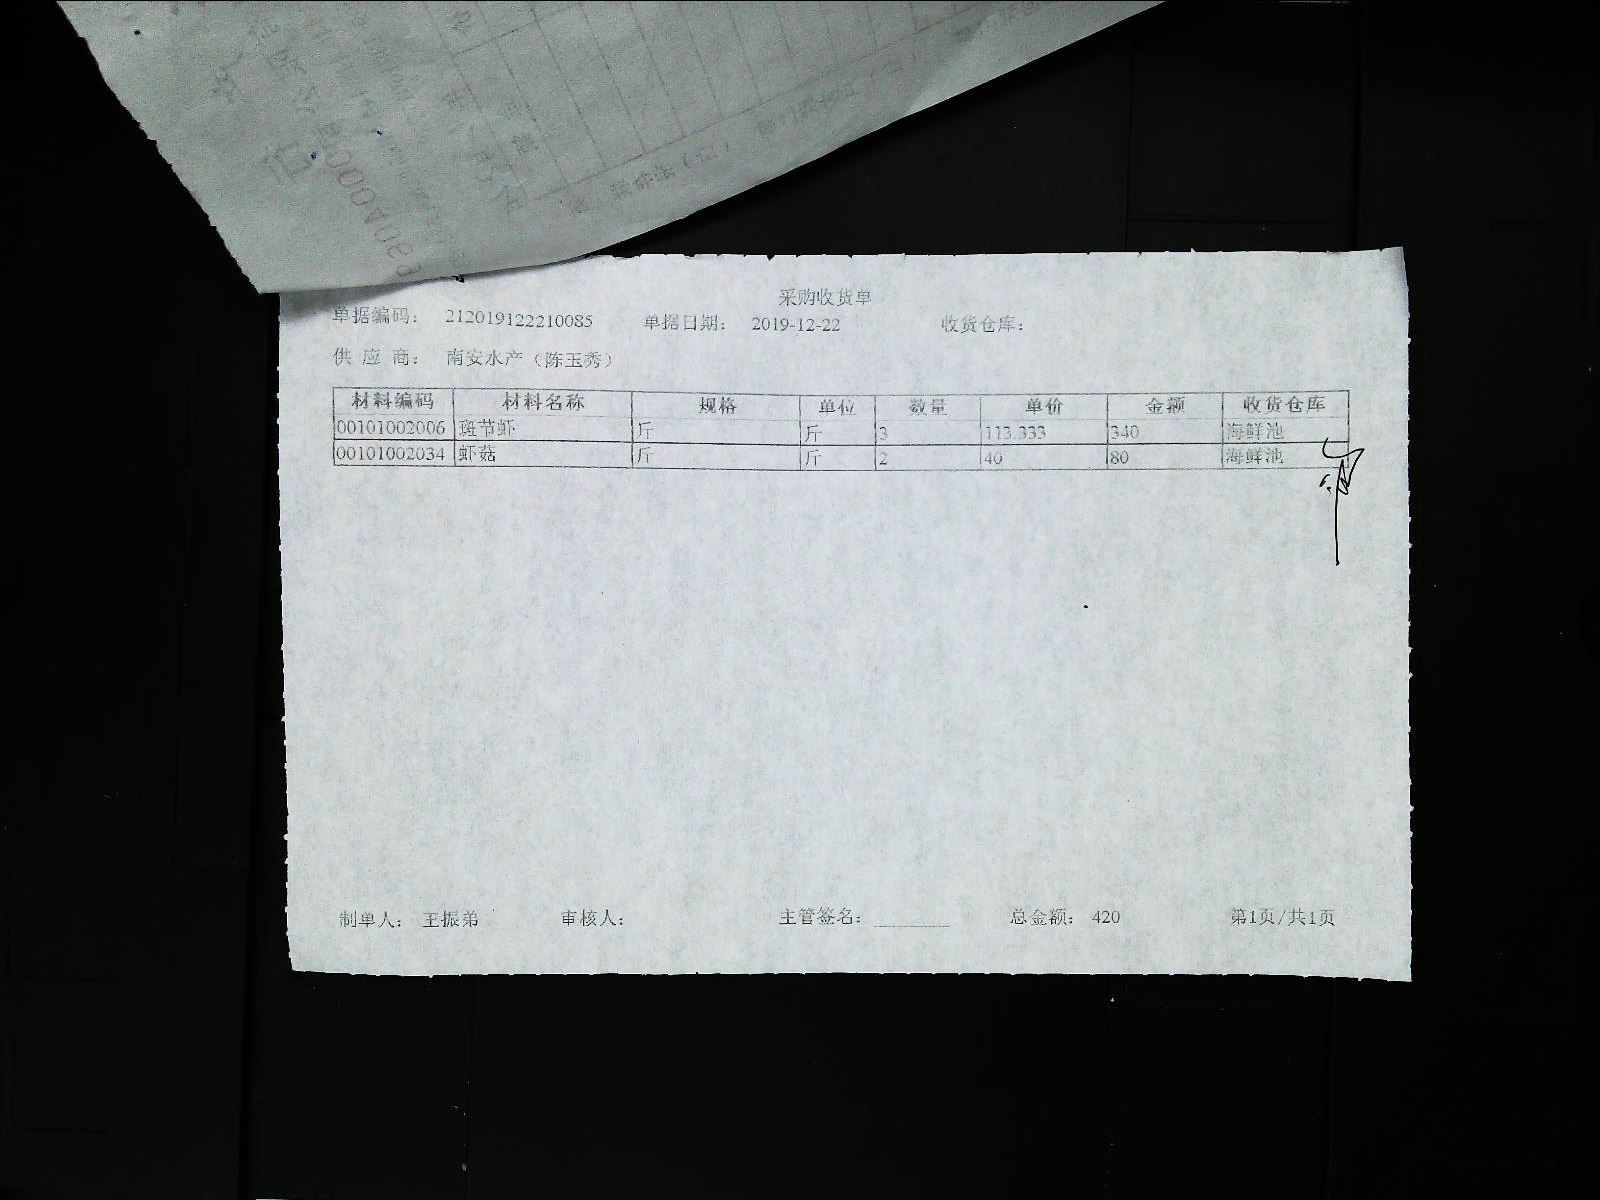 采购收货单
单据编码： 212019122210085 单据日期： 2019-12-22 收货仓库：
供 应 商： 南安水产（陈玉秀）
材料编码 材料名称 规格 单位 数量 单价 金额 收货仓库
00101002006 斑节虾 斤 斤 3 113.333 340 海鲜池
00101002034 虾菇 斤 斤 2 40 80 海鲜池
制单人： 王振弟 审核人： 主管签名： ________ 总金额： 420 第1页/共1页